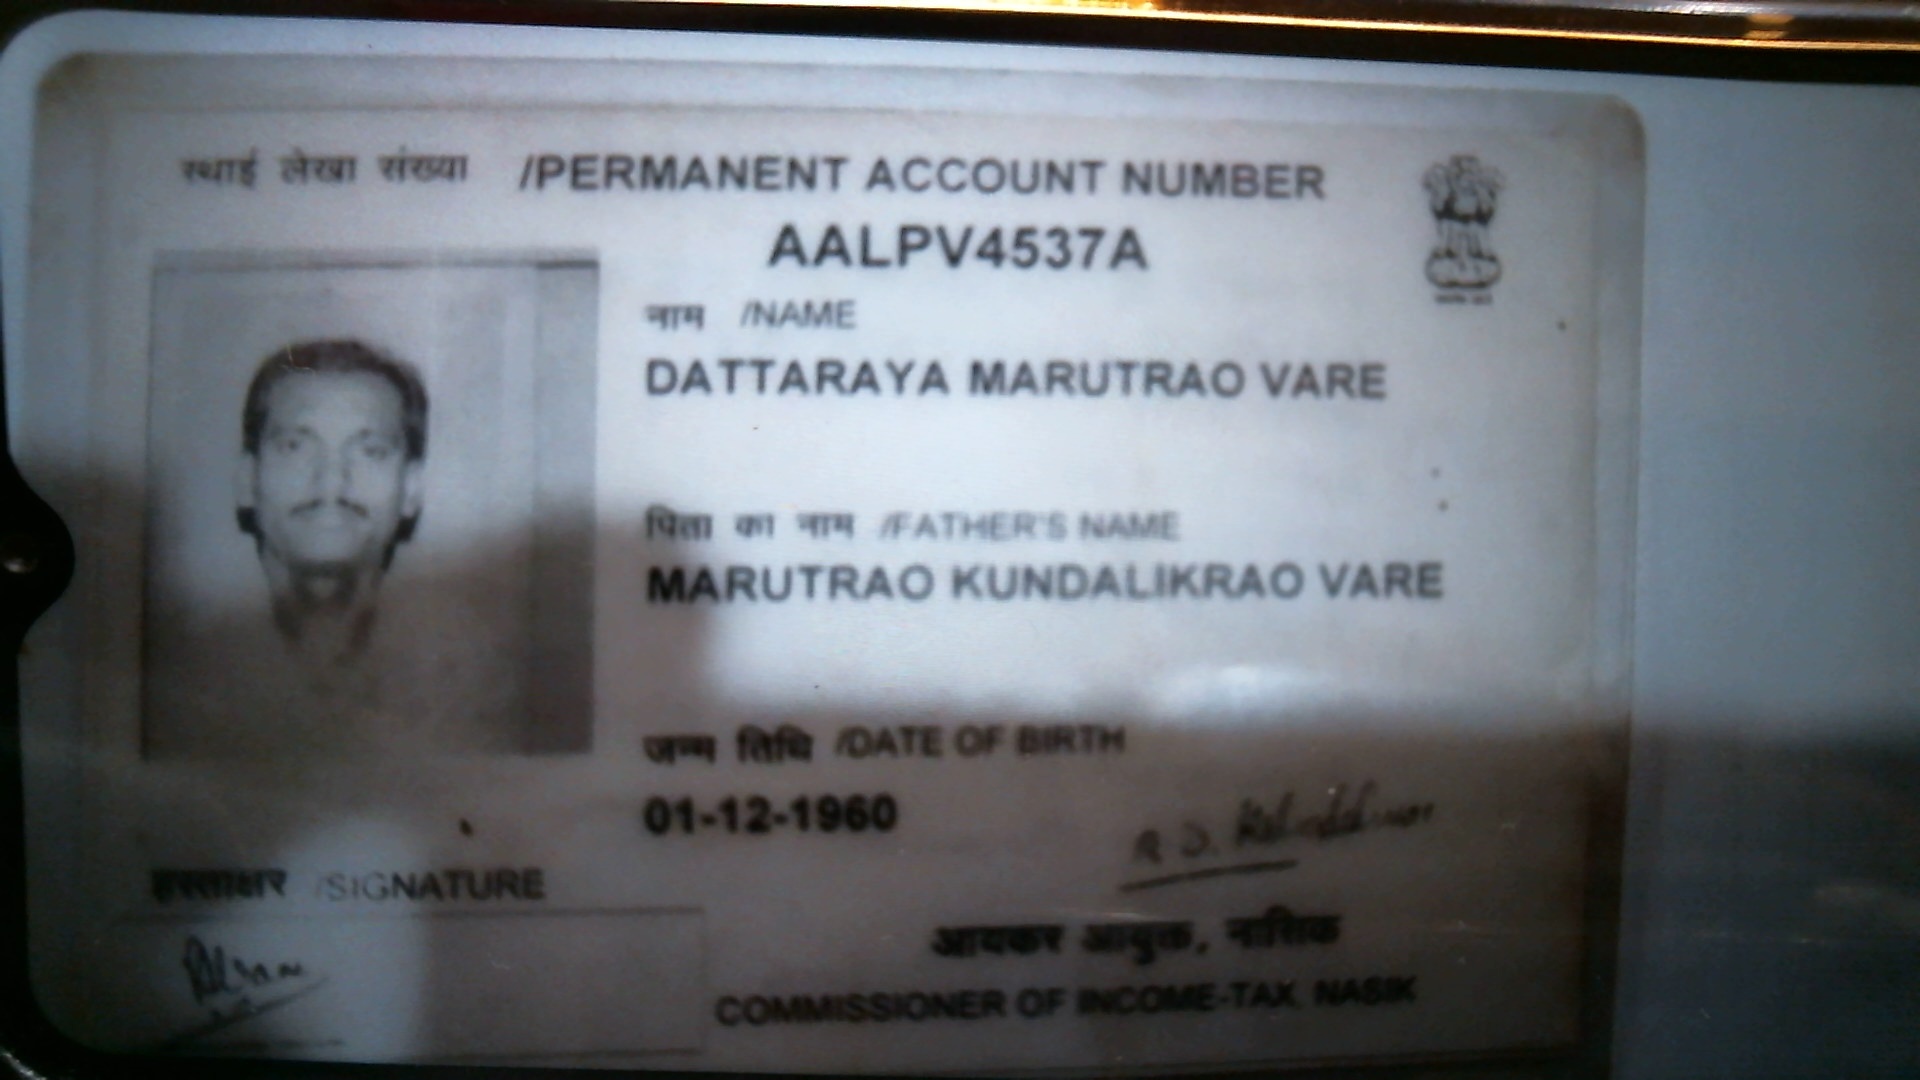 स्थाई लेखा संख्या /PERMANENT ACCOUNT NUMBER
AALPV4537A
नाम /NAME
DATTARAYA MARUTRAO VARE
पिता का नाम /FATHER'S NAME
MARUTRAO KUNDALIKRAO VARE
जन्म तिथि /DATE OF BIRTH
01-12-1960
हस्ताक्षर /SIGNATURE
आयकर आयुक्त, नासिक
COMMISSIONER OF INCOME-TAX, NASIK